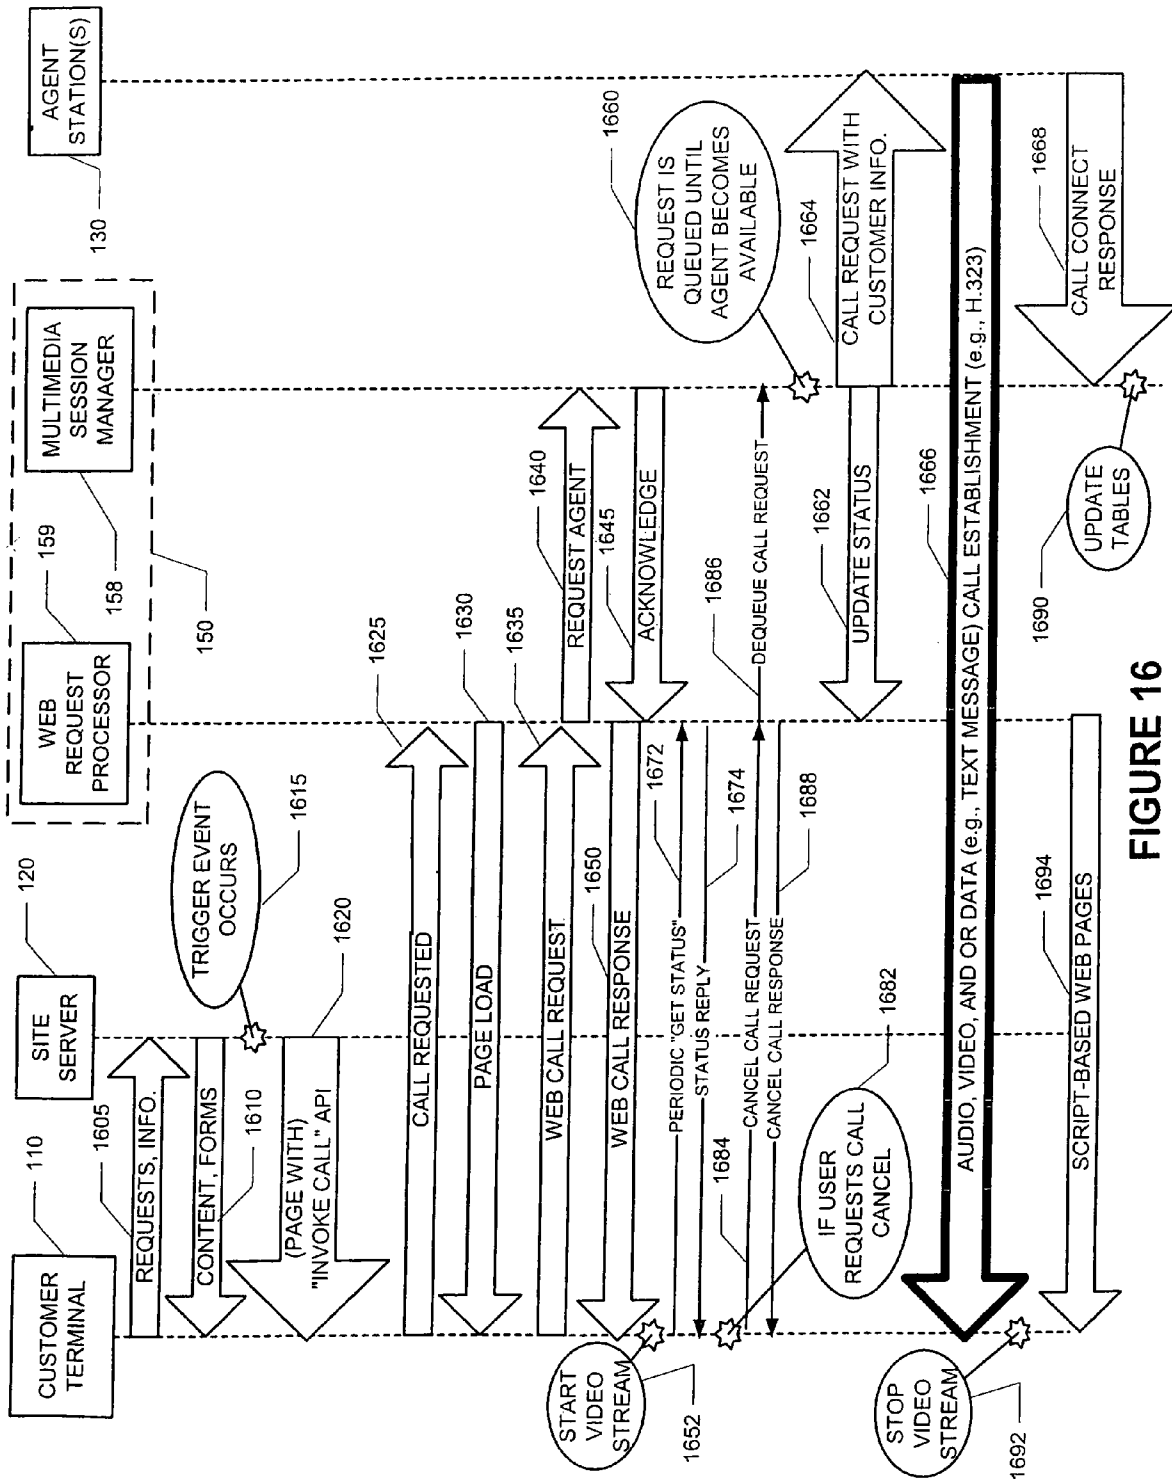 CUSTOMER
TERMINAL
110
SITE
SERVER
120
WEB
REQUEST
PROCESSOR
159
MULTIMEDIA
SESSION
MANAGER
158
150
AGENT
STATION(S)
130
1605
REQUESTS, INFO.
CONTENT, FORMS
1610
TRIGGER EVENT
OCCURS
1615
(PAGE WITH)
"INVOKE CALL" API
1620
CALL REQUESTED
1625
PAGE LOAD
1630
WEB CALL REQUEST
1635
REQUEST AGENT
1640
ACKNOWLEDGE
1645
WEB CALL RESPONSE
1650
START
VIDEO
STREAM
1652
PERIODIC "GET STATUS"
1672
STATUS REPLY
1674
1684
CANCEL CALL REQUEST
CANCEL CALL RESPONSE
1688
DEQUEUE CALL REQUEST
1686
IF USER
REQUESTS CALL
CANCEL
1682
REQUEST IS
QUEUED UNTIL
AGENT BECOMES
AVAILABLE
1660
UPDATE STATUS
1662
CALL REQUEST WITH
CUSTOMER INFO.
1664
AUDIO, VIDEO, AND OR DATA (e.g., TEXT MESSAGE) CALL ESTABLISHMENT (e.g., H.323)
1666
CALL CONNECT
RESPONSE
1668
STOP
VIDEO
STREAM
1692
UPDATE
TABLES
1690
SCRIPT-BASED WEB PAGES
1694
FIGURE 16